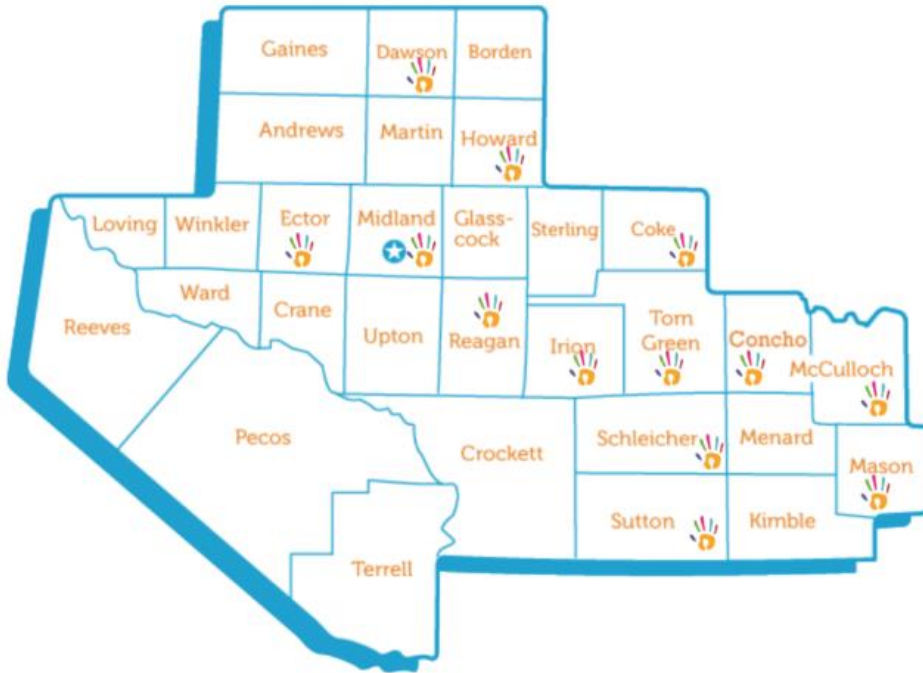 Gaines
Dawson
Borden
Andrews
Martin
Howard
Loving
Winkler
Ector
Midland
Glass-
cock
Sterling
Coke
Reeves
Ward
Crane
Upton
Reagan
Irion
Tom
Green
Concho
McCulloch
Pecos
Crockett
Schleicher
Menard
Mason
Sutton
Kimble
Terrell